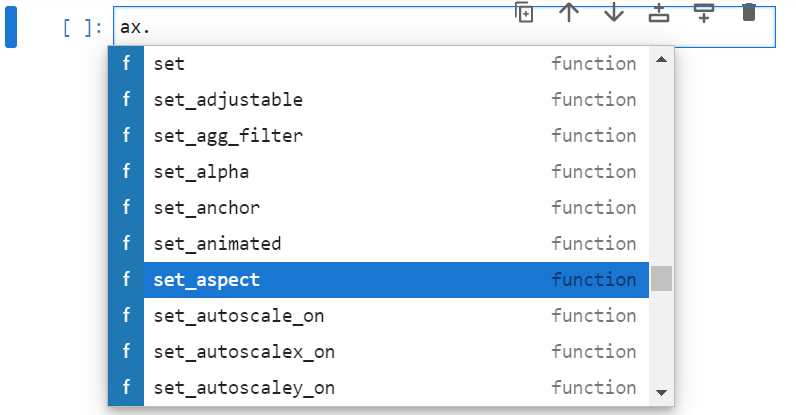 [ ]: ax.
f set function
f set_adjustable function
f set_agg_filter function
f set_alpha function
f set_anchor function
f set_animated function
f set_aspect function
f set_autoscale_on function
f set_autoscalex_on function
f set_autoscaley_on function